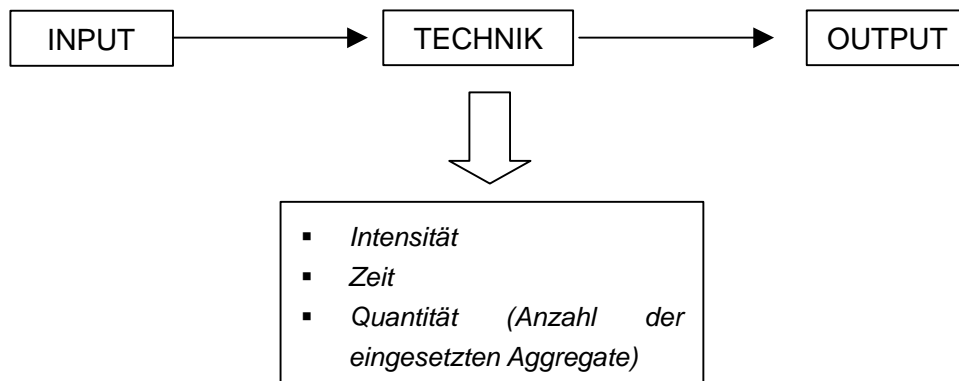 INPUT TECHNIK OUTPUT
▪ Intensität
▪ Zeit
▪ Quantität (Anzahl der
eingesetzten Aggregate)